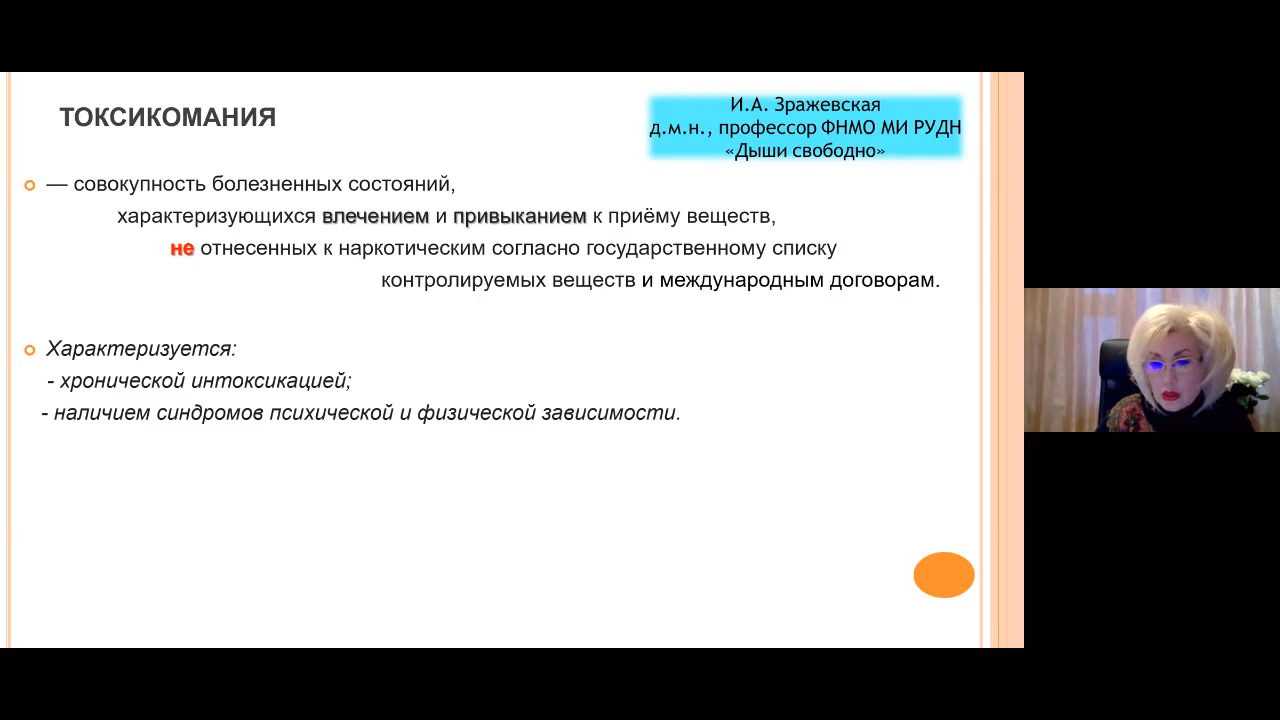 ТОКСИКОМАНИЯ
И.А. Зражевская
д.м.н., профессор ФНМО МИ РУДН
«Дыши свободно»
— совокупность болезненных состояний,
характеризующихся влечением и привыканием к приёму веществ,
не отнесенных к наркотическим согласно государственному списку
контролируемых веществ и международным договорам.
Характеризуется:
- хронической интоксикацией;
- наличием синдромов психической и физической зависимости.